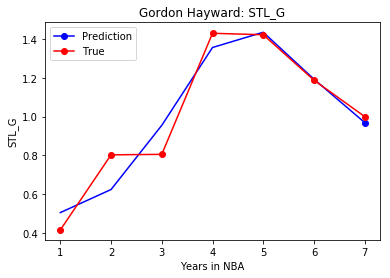 Gordon Hayward: STL_G
Prediction
True
STL_G
1.4
1.2
1.0
0.8
0.6
0.4
1 2 3 4 5 6 7
Years in NBA